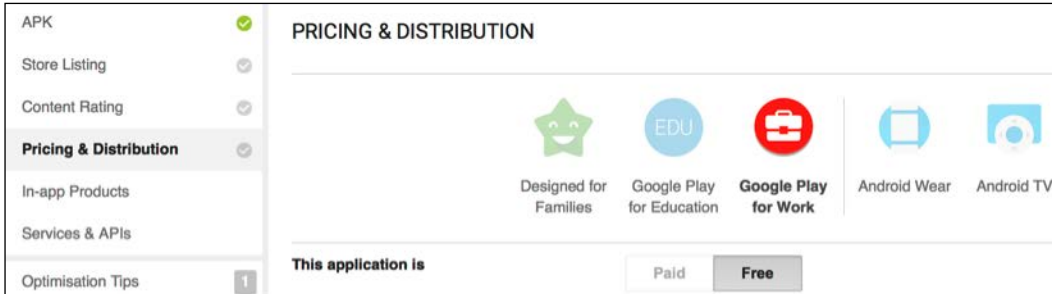 APK
Store Listing
Content Rating
Pricing & Distribution
In-app Products
Services & APIs
Optimisation Tips 1
PRICING & DISTRIBUTION
EDU
Designed for
Families
Google Play
for Education
Google Play
for Work
Android Wear
Android TV
This application is
Paid
Free